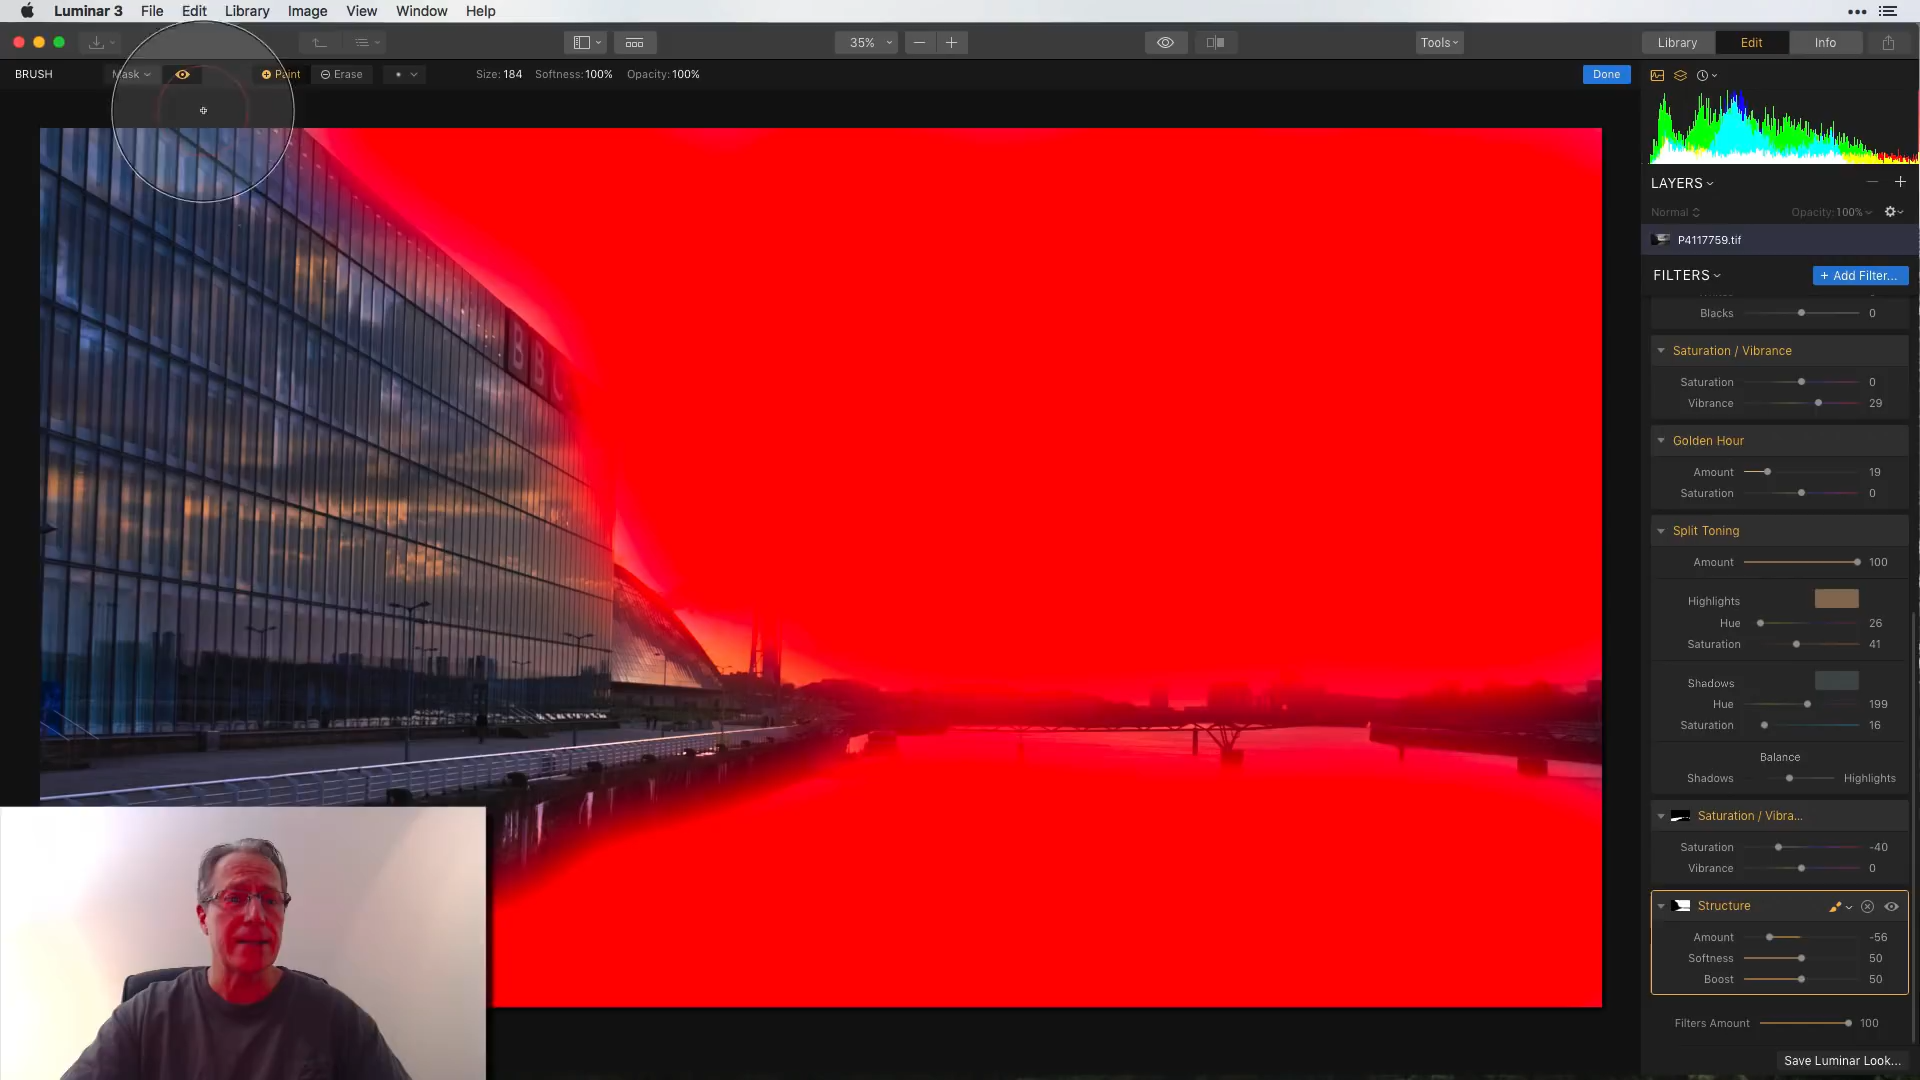 Luminar 3 File Edit Library Image View Window Help
35%
Tools
Library Edit Info
BRUSH Mask Paint Erase Size: 184 Softness: 100% Opacity: 100% Done
LAYERS
Normal Opacity: 100%
P4117759.tif
FILTERS + Add Filter...
Blacks 0
Saturation / Vibrance
Saturation 0
Vibrance 29
Golden Hour
Amount 19
Saturation 0
Split Toning
Amount 100
Highlights
Hue 26
Saturation 41
Shadows
Hue 199
Saturation 16
Balance
Shadows Highlights
Saturation / Vibra...
Saturation -40
Vibrance 0
Structure
Amount -56
Softness 50
Boost 50
Filters Amount 100
Save Luminar Look...
BBC